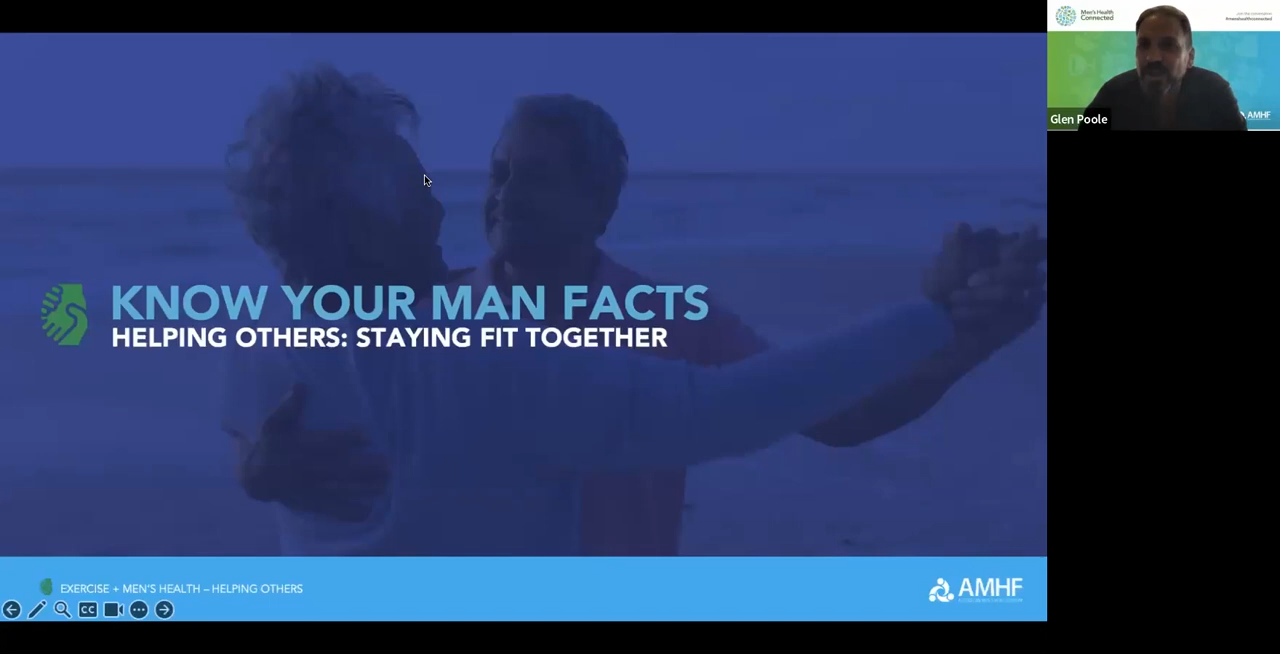 KNOW YOUR MAN FACTS
HELPING OTHERS: STAYING FIT TOGETHER
EXERCISE + MEN'S HEALTH – HELPING OTHERS
CC
AMHF
Men's Health
Connected
#menshealthconnected
Glen Poole
AMHF